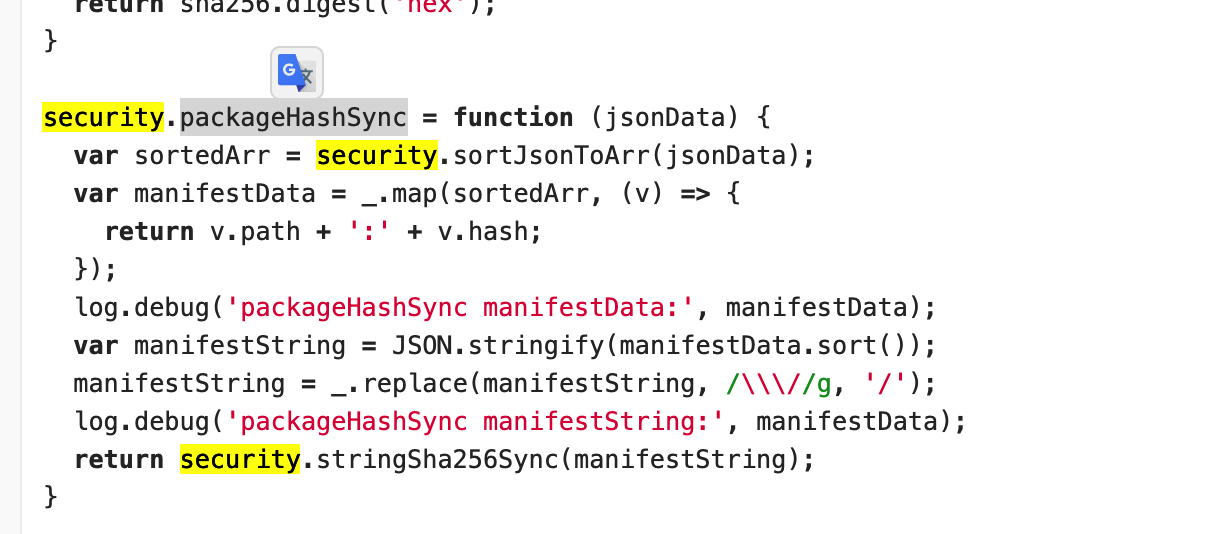 return sha256.digest('hex');
}
security.packageHashSync = function (jsonData) {
var sortedArr = security.sortJsonToArr(jsonData);
var manifestData = _.map(sortedArr, (v) => {
return v.path + ':' + v.hash;
});
log.debug('packageHashSync manifestData:', manifestData);
var manifestString = JSON.stringify(manifestData.sort());
manifestString = _.replace(manifestString, /\\\//g, '/');
log.debug('packageHashSync manifestString:', manifestData);
return security.stringSha256Sync(manifestString);
}